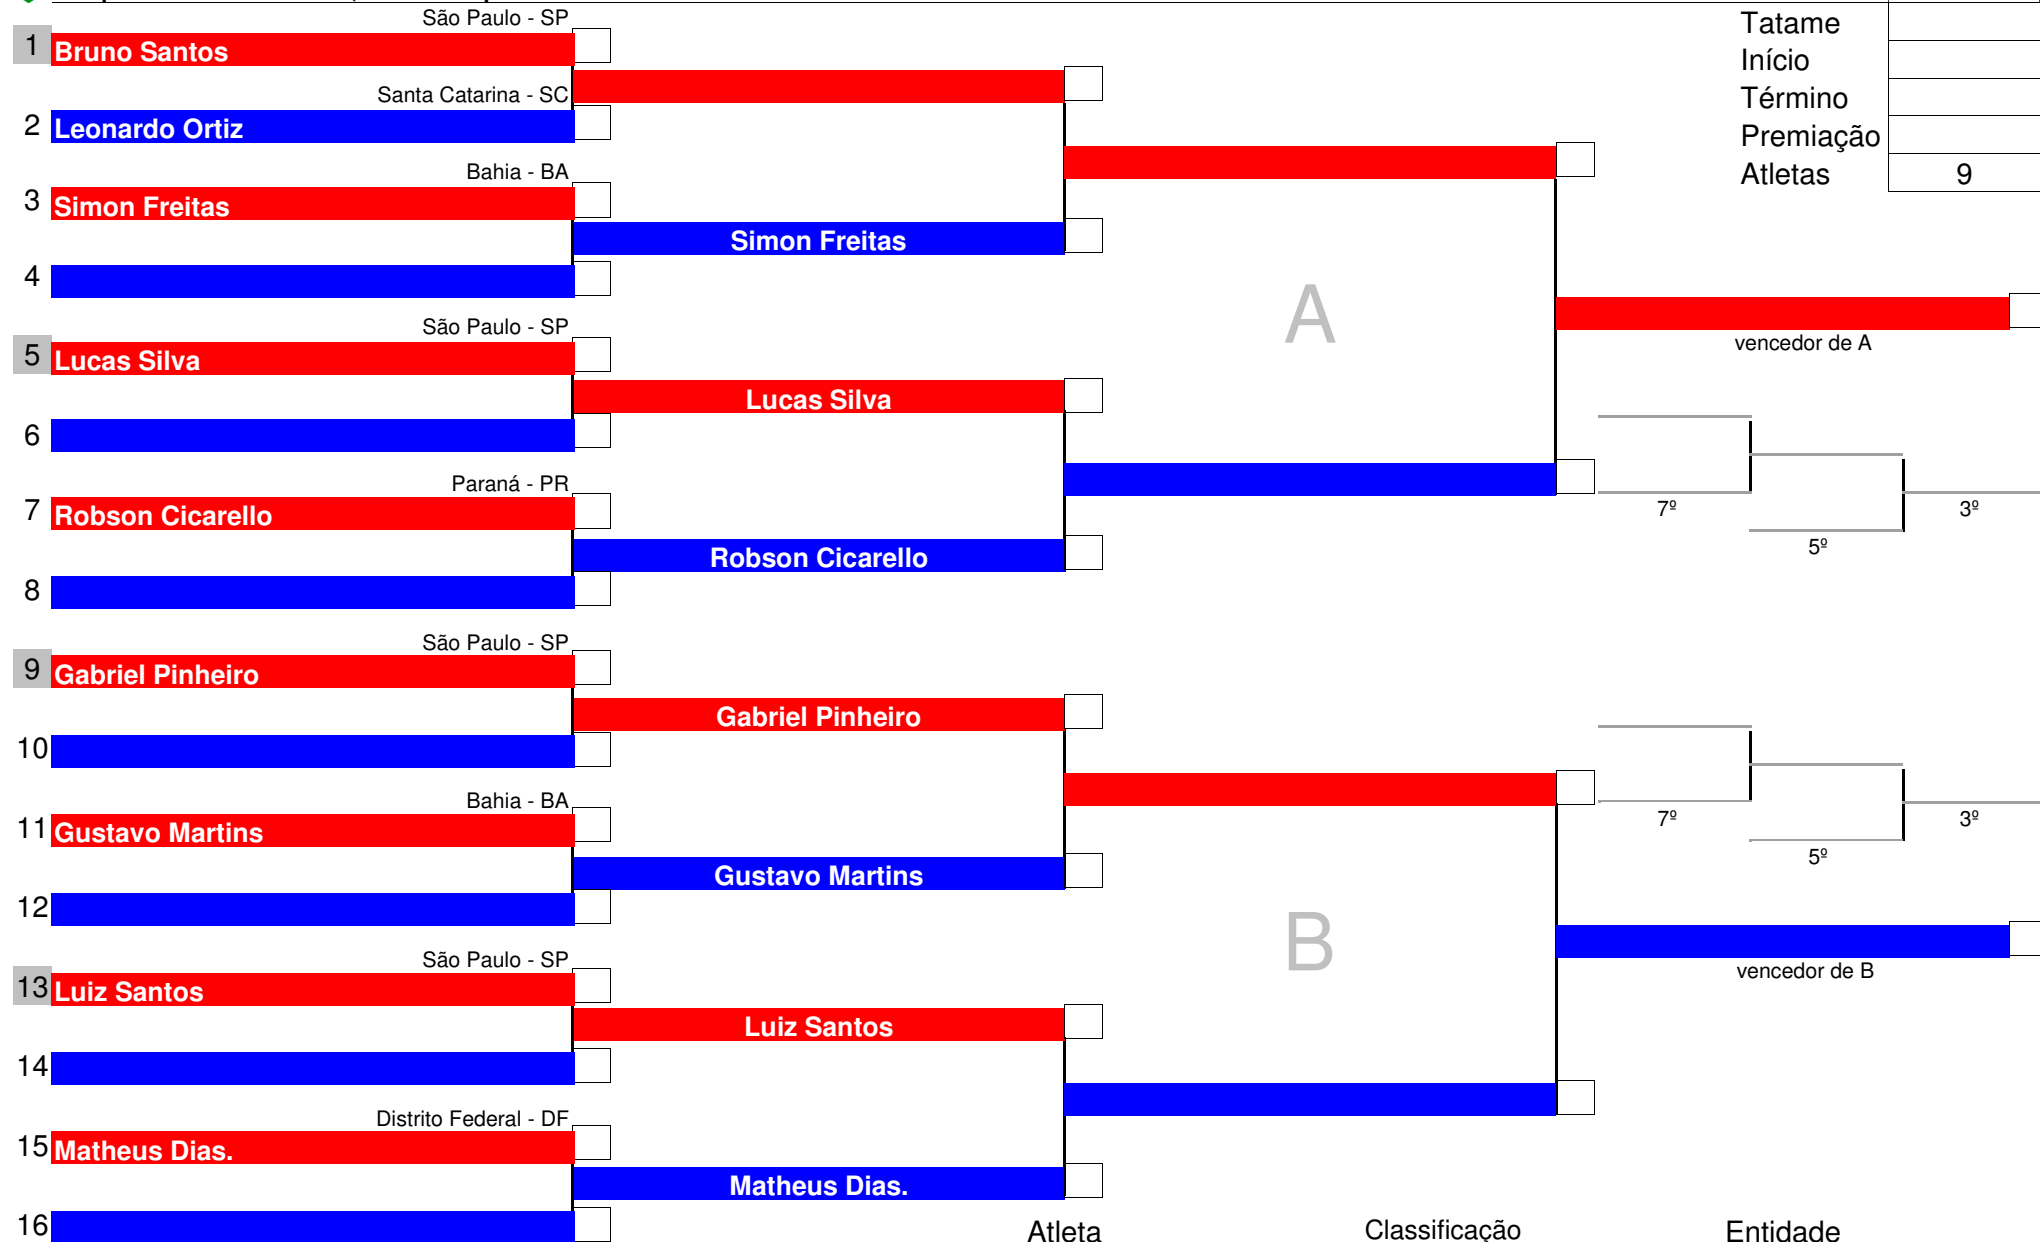 São Paulo - SP
1 Bruno Santos
Santa Catarina - SC
2 Leonardo Ortiz
Bahia - BA
3 Simon Freitas
Simon Freitas
4
São Paulo - SP
5 Lucas Silva
Lucas Silva
6
Paraná - PR
7 Robson Cicarello
Robson Cicarello
8
São Paulo - SP
9 Gabriel Pinheiro
Gabriel Pinheiro
10
Bahia - BA
11 Gustavo Martins
Gustavo Martins
12
São Paulo - SP
13 Luiz Santos
Luiz Santos
14
Distrito Federal - DF
15 Matheus Dias.
Matheus Dias.
16
A
B
Tatame
Início
Término
Premiação
Atletas 9
vencedor de A
7º
3º
5º
7º
3º
5º
vencedor de B
Atleta Classificação Entidade